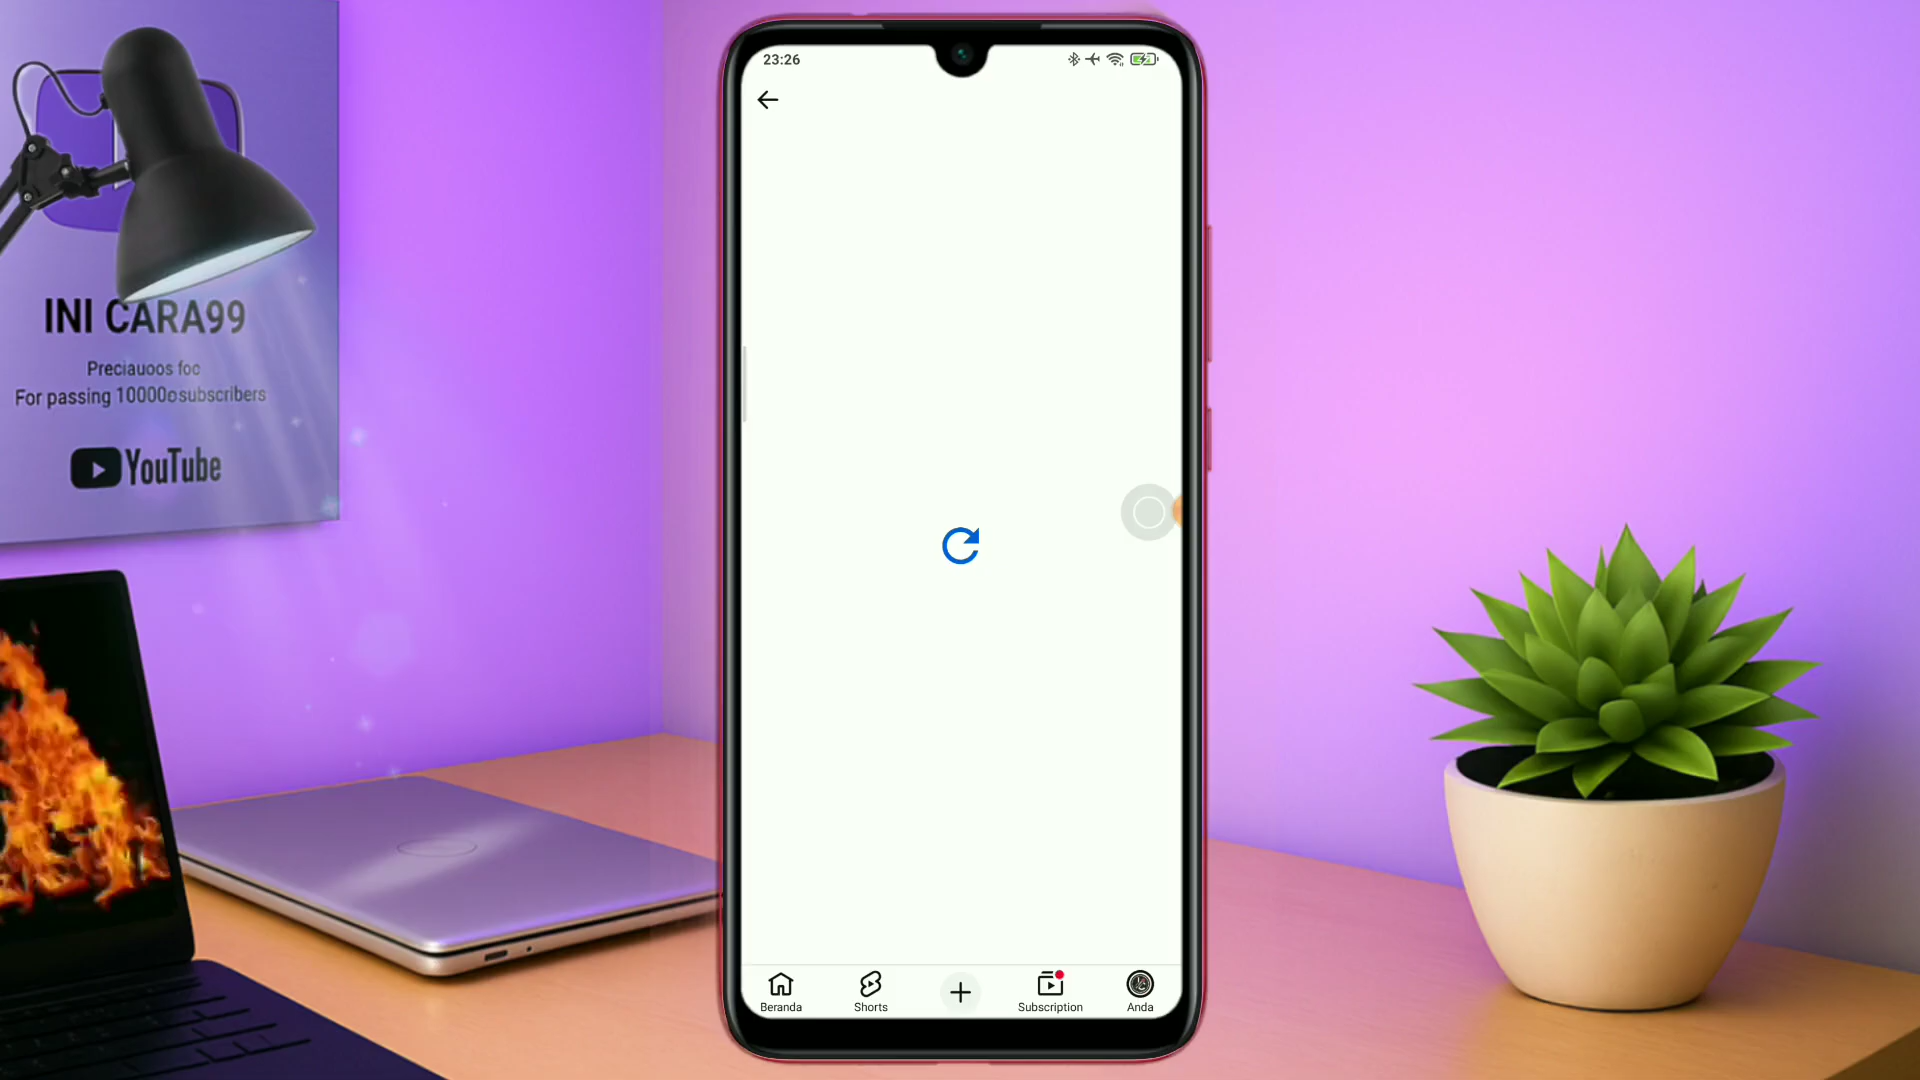 INI CARA99
Preciauoos foc
For passing 10000osubscribers
YouTube
23:26
Beranda
Shorts
Subscription
Anda